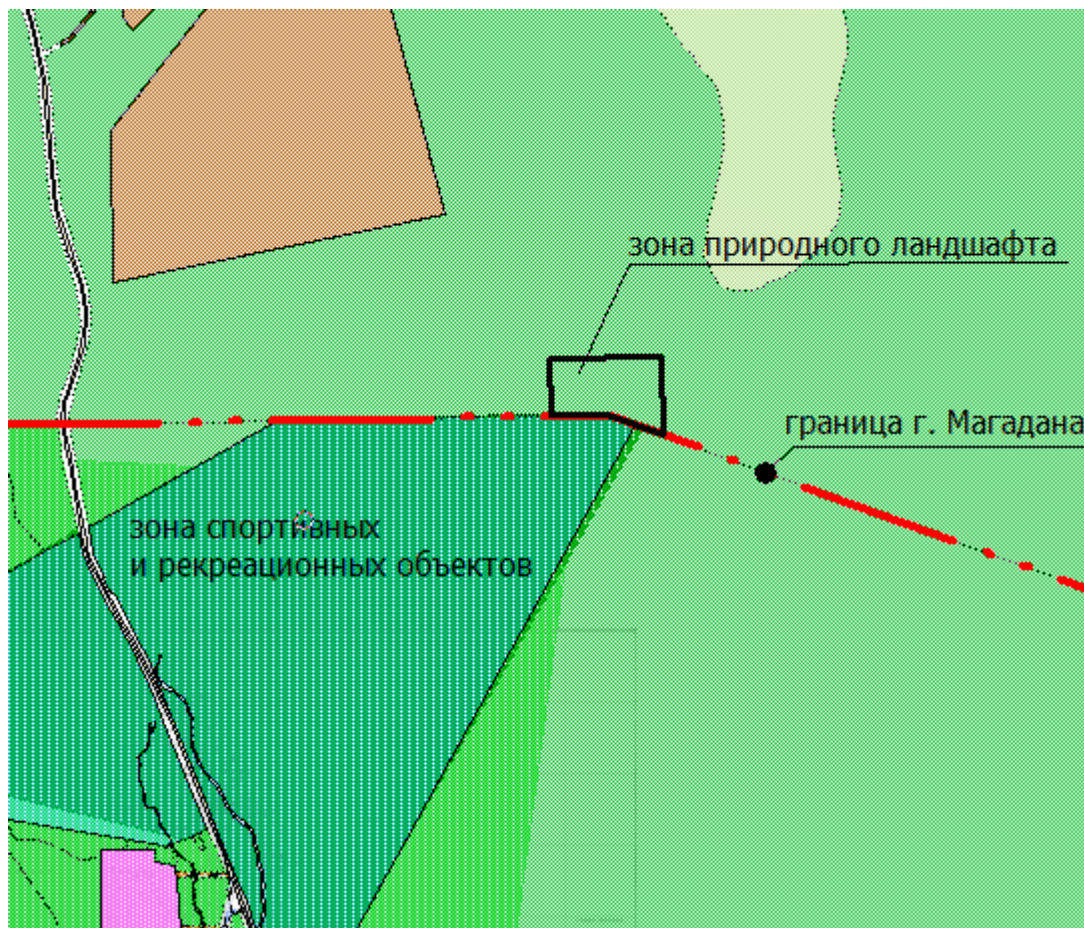 зона природного ландшафта
граница г. Магадана
зона спортивных
и рекреационных объектов